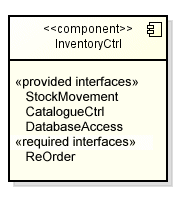 <<component>>
InventoryCtrl
«provided interfaces»
StockMovement
CatalogueCtrl
DatabaseAccess
«required interfaces»
ReOrder